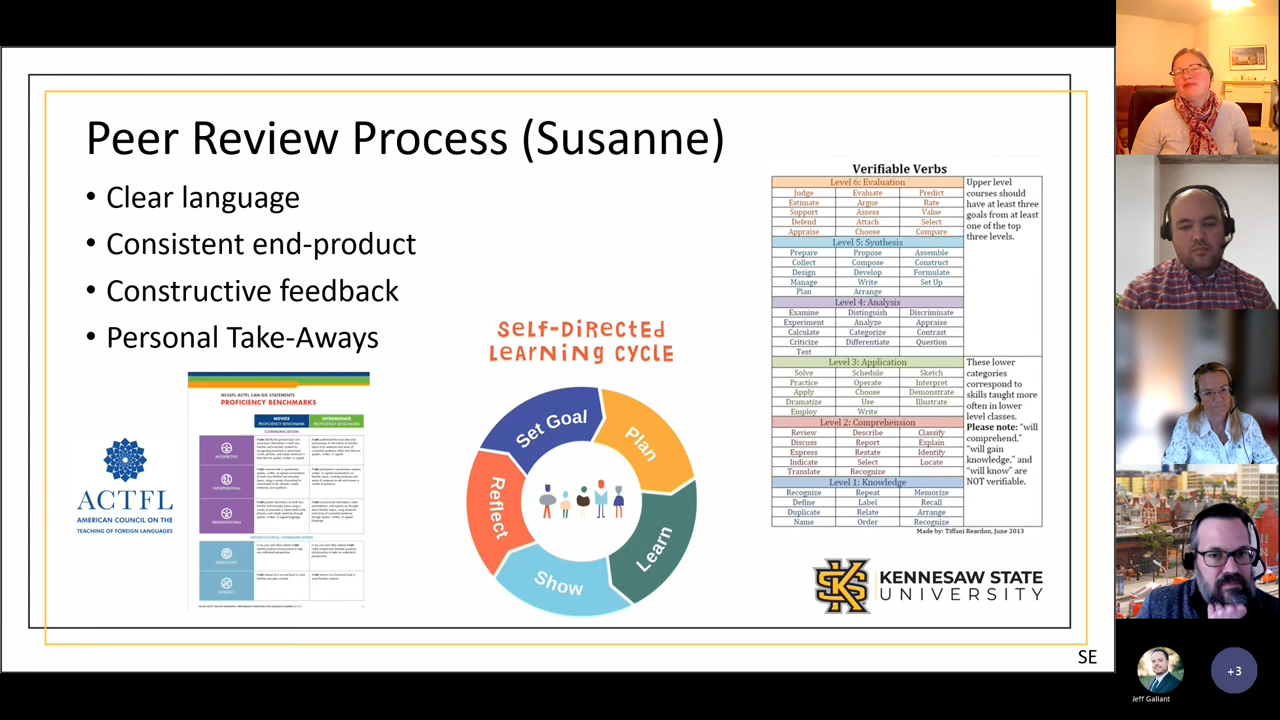 Peer Review Process (Susanne)
• Clear language
• Consistent end-product
• Constructive feedback
• Personal Take-Aways
ACTFL
AMERICAN COUNCIL ON THE
TEACHING OF FOREIGN LANGUAGES
NCSSFL-ACTFL CAN-DO STATEMENTS
PROFICIENCY BENCHMARKS
NOVICE
PROFICIENCY BENCHMARK
INTERMEDIATE
PROFICIENCY BENCHMARK
COMMUNICATION
INTERPRETIVE
INTERPERSONAL
PRESENTATIONAL
INTERCULTURAL COMMUNICATION
INVESTIGATE
INTERACT
SELF-DIRECTED
LEARNING CYCLE
Set Goal
Plan
Learn
Show
Reflect
Verifiable Verbs
Level 6: Evaluation
Judge Evaluate Predict
Estimate Argue Rate
Support Assess Value
Defend Attach Select
Appraise Choose Compare
Level 5: Synthesis
Prepare Propose Assemble
Collect Compose Construct
Design Develop Formulate
Manage Write Set Up
Plan Arrange
Level 4: Analysis
Examine Distinguish Discriminate
Experiment Analyze Appraise
Calculate Categorize Contrast
Criticize Differentiate Question
Test
Level 3: Application
Solve Schedule Sketch
Practice Operate Interpret
Apply Choose Demonstrate
Dramatize Use Illustrate
Employ Write
Level 2: Comprehension
Review Describe Classify
Discuss Report Explain
Express Restate Identify
Indicate Select Locate
Translate Recognize
Level 1: Knowledge
Recognize Repeat Memorize
Define Label Recall
Duplicate Relate Arrange
Name Order Recognize
Upper level
courses should
have at least three
goals from at least
one of the top
three levels.
These lower
categories
correspond to
skills taught more
often in lower
level classes.
Please note: "will
comprehend,"
"will gain
knowledge," and
"will know" are
NOT verifiable.
Made by: Tiffani Reardon, June 2013
KENNESAW STATE
UNIVERSITY
SE
Jeff Gallant
+3